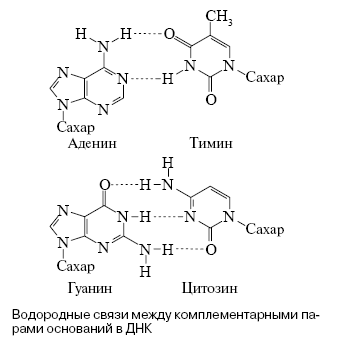 CH₃
H H O
N
N N H N
N N N Сахар
Сахар O
Аденин Тимин
H
O H N
N N H N
N N N H N Сахар
Сахар H O
Гуанин Цитозин
Водородные связи между комплементарными па-
рами оснований в ДНК